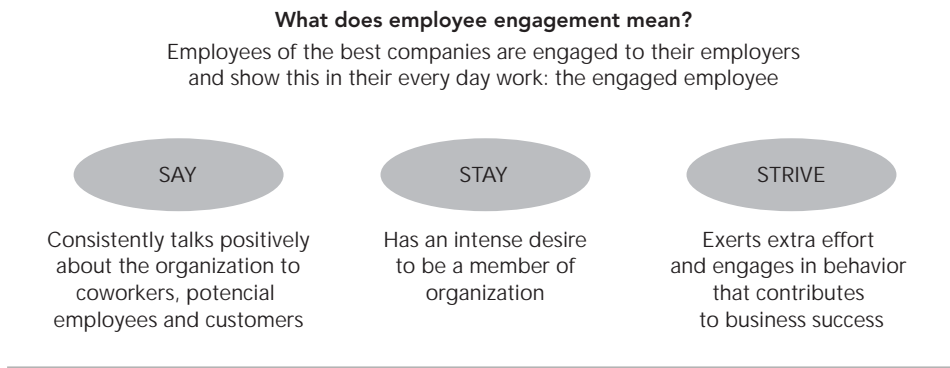 What does employee engagement mean?
Employees of the best companies are engaged to their employers
and show this in their every day work: the engaged employee
SAY
Consistently talks positively
about the organization to
coworkers, potencial
employees and customers
STAY
Has an intense desire
to be a member of
organization
STRIVE
Exerts extra effort
and engages in behavior
that contributes
to business success